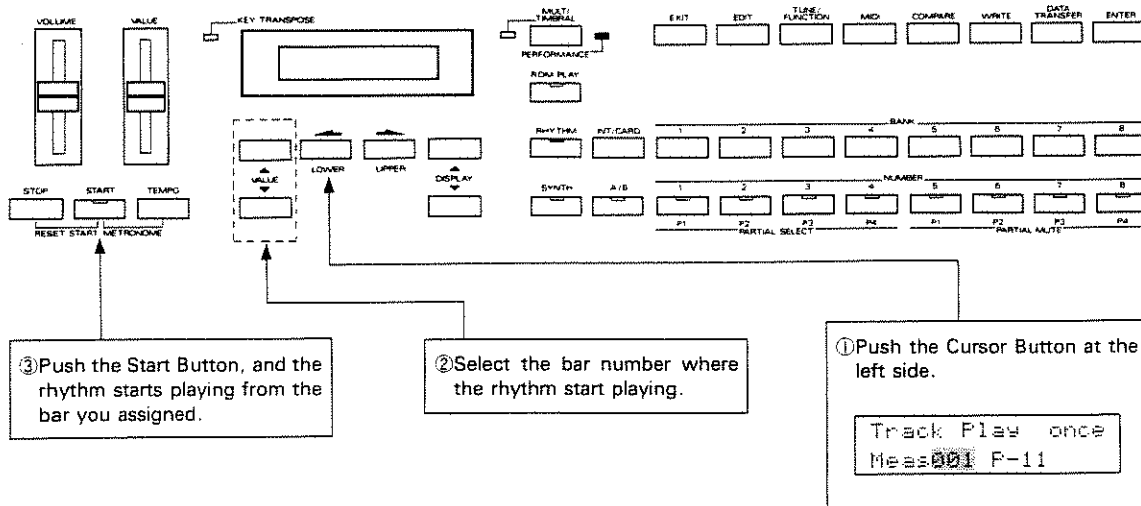 VOLUME VALUE KEY TRANSPOSE MULTI TIMBRAL EXIT EDIT TUNE/ FUNCTION MIDI COMPARE WRITE DATA TRANSFER ENTER
PERFORMANCE
ROM PLAY
BANK
RHYTHM INT/CARD 1 2 3 4 5 6 7 8
LOWER UPPER
VALUE DISPLAY
NUMBER
STOP START TEMPO SYNTH A/B 1 2 3 4 5 6 7 8
P1 P2 P3 P4 P1 P2 P3 P4
RESET START METRONOME PARTIAL SELECT PARTIAL MUTE
③Push the Start Button, and the
rhythm starts playing from the
bar you assigned.
②Select the bar number where
the rhythm start playing.
①Push the Cursor Button at the
left side.
Track Play once
Meas001 P-11